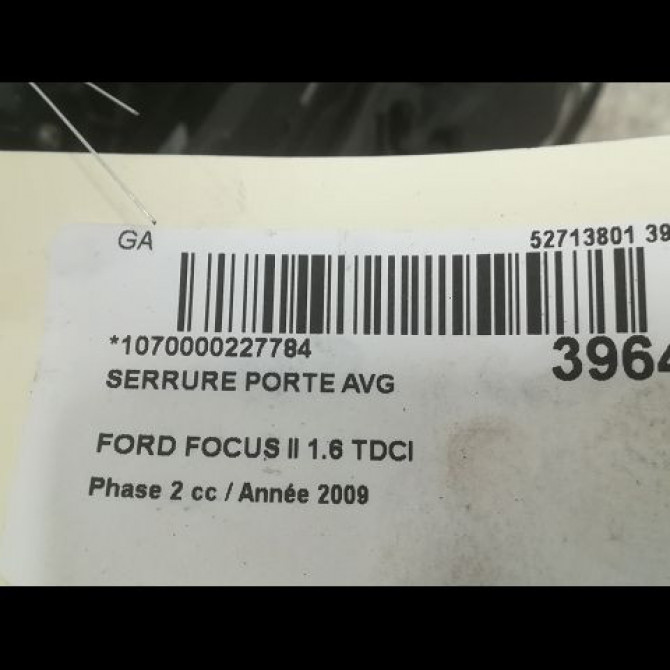 GA
52713801 39
*1070000227784
3964
SERRURE PORTE AVG
FORD FOCUS II 1.6 TDCI
Phase 2 cc / Année 2009